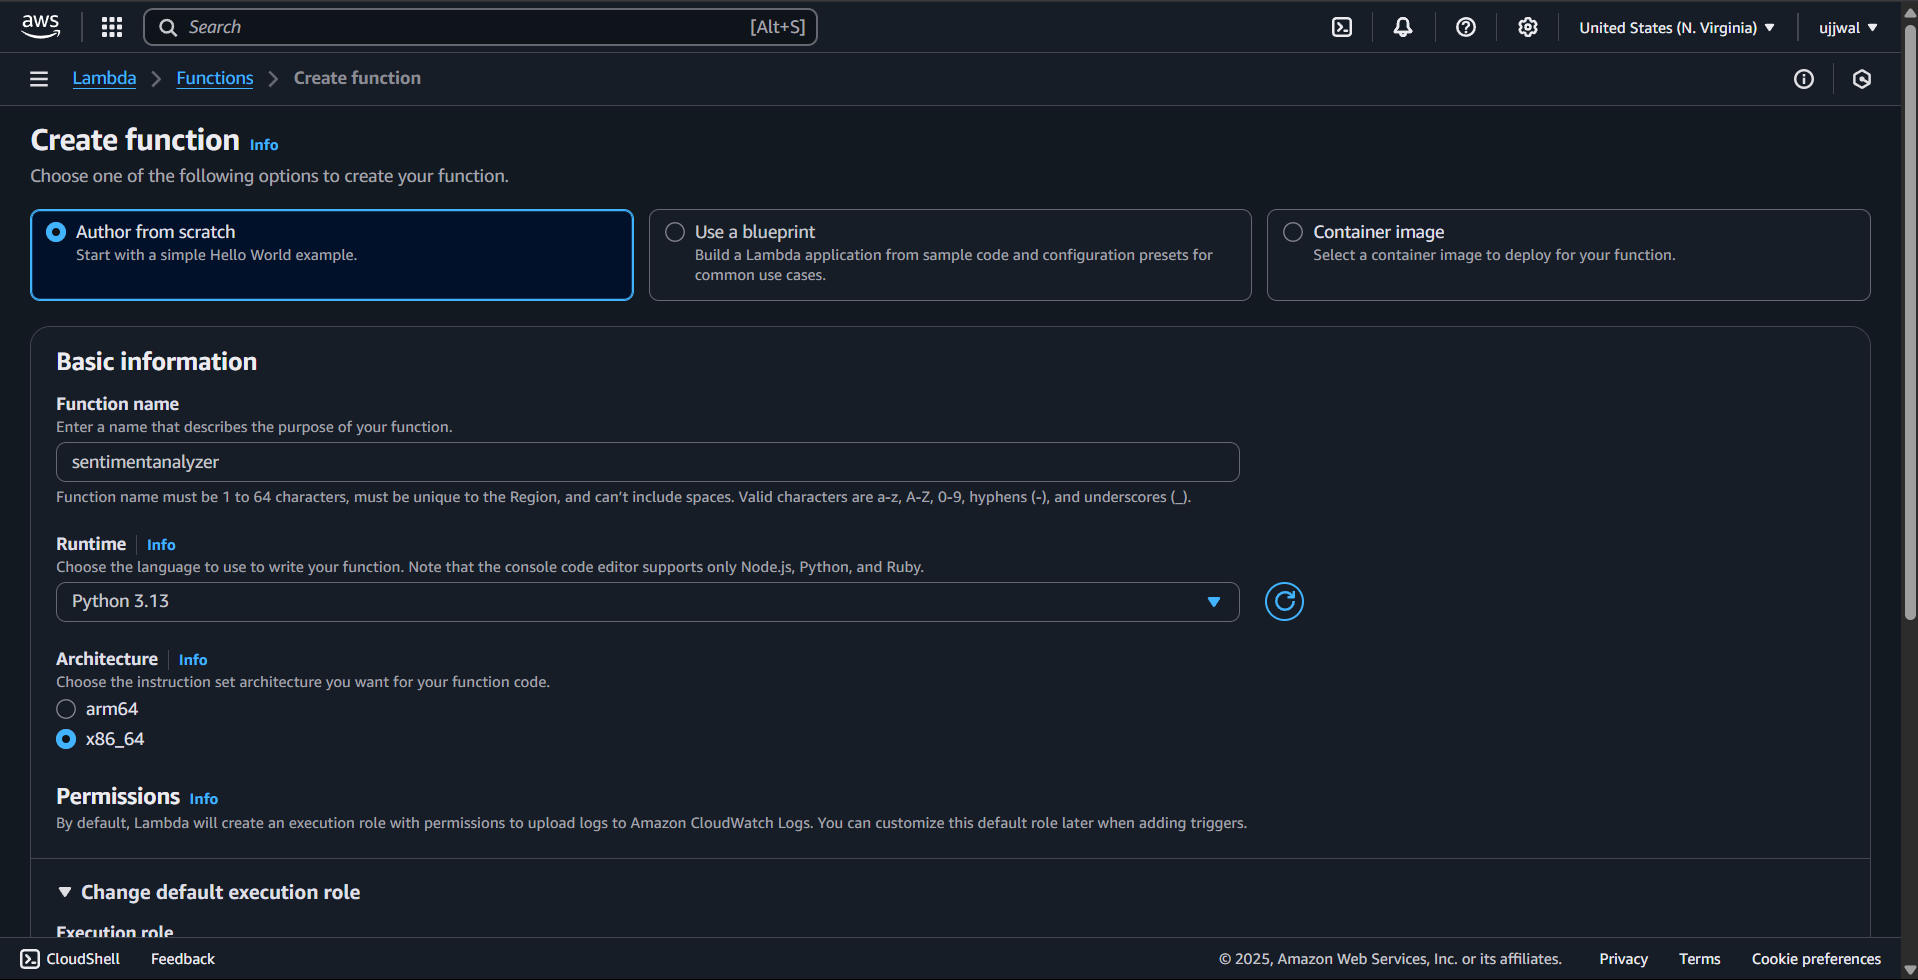 aws
Search [Alt+S]
United States (N. Virginia)
ujjwal
Lambda
Functions
Create function
Create function Info
Choose one of the following options to create your function.
Author from scratch
Start with a simple Hello World example.
Use a blueprint
Build a Lambda application from sample code and configuration presets for
common use cases.
Container image
Select a container image to deploy for your function.
Basic information
Function name
Enter a name that describes the purpose of your function.
sentimentanalyzer
Function name must be 1 to 64 characters, must be unique to the Region, and can’t include spaces. Valid characters are a-z, A-Z, 0-9, hyphens (-), and underscores (_).
Runtime Info
Choose the language to use to write your function. Note that the console code editor supports only Node.js, Python, and Ruby.
Python 3.13
Architecture Info
Choose the instruction set architecture you want for your function code.
arm64
x86_64
Permissions Info
By default, Lambda will create an execution role with permissions to upload logs to Amazon CloudWatch Logs. You can customize this default role later when adding triggers.
Change default execution role
Execution role
CloudShell
Feedback
© 2025, Amazon Web Services, Inc. or its affiliates.
Privacy
Terms
Cookie preferences